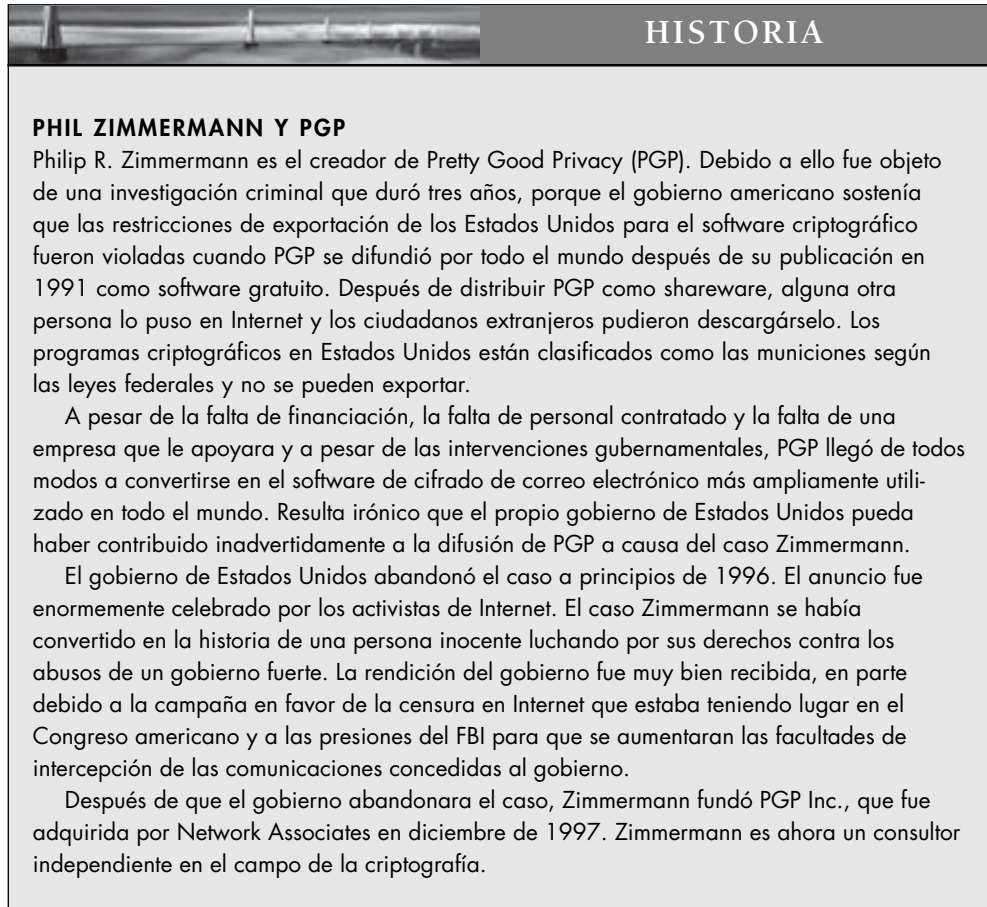 HISTORIA
PHIL ZIMMERMANN Y PGP
Philip R. Zimmermann es el creador de Pretty Good Privacy (PGP). Debido a ello fue objeto
de una investigación criminal que duró tres años, porque el gobierno americano sostenía
que las restricciones de exportación de los Estados Unidos para el software criptográfico
fueron violadas cuando PGP se difundió por todo el mundo después de su publicación en
1991 como software gratuito. Después de distribuir PGP como shareware, alguna otra
persona lo puso en Internet y los ciudadanos extranjeros pudieron descargárselo. Los
programas criptográficos en Estados Unidos están clasificados como las municiones según
las leyes federales y no se pueden exportar.
A pesar de la falta de financiación, la falta de personal contratado y la falta de una
empresa que le apoyara y a pesar de las intervenciones gubernamentales, PGP llegó de todos
modos a convertirse en el software de cifrado de correo electrónico más ampliamente utili-
zado en todo el mundo. Resulta irónico que el propio gobierno de Estados Unidos pueda
haber contribuido inadvertidamente a la difusión de PGP a causa del caso Zimmermann.
El gobierno de Estados Unidos abandonó el caso a principios de 1996. El anuncio fue
enormemente celebrado por los activistas de Internet. El caso Zimmermann se había
convertido en la historia de una persona inocente luchando por sus derechos contra los
abusos de un gobierno fuerte. La rendición del gobierno fue muy bien recibida, en parte
debido a la campaña en favor de la censura en Internet que estaba teniendo lugar en el
Congreso americano y a las presiones del FBI para que se aumentaran las facultades de
intercepción de las comunicaciones concedidas al gobierno.
Después de que el gobierno abandonara el caso, Zimmermann fundó PGP Inc., que fue
adquirida por Network Associates en diciembre de 1997. Zimmermann es ahora un consultor
independiente en el campo de la criptografía.